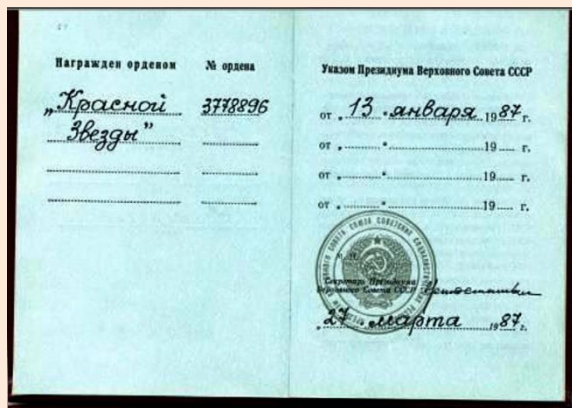 Награжден орденом
№ ордена
„Красной
3778896
Звезды"
Указом Президиума Верховного Совета СССР
от „ 13 " января 1987 г.
от „ " 19 г.
от „ " 19 г.
от „ " 19 г.
Секретарь Президиума
Верховного Совета СССР
„27 марта 1987 г.